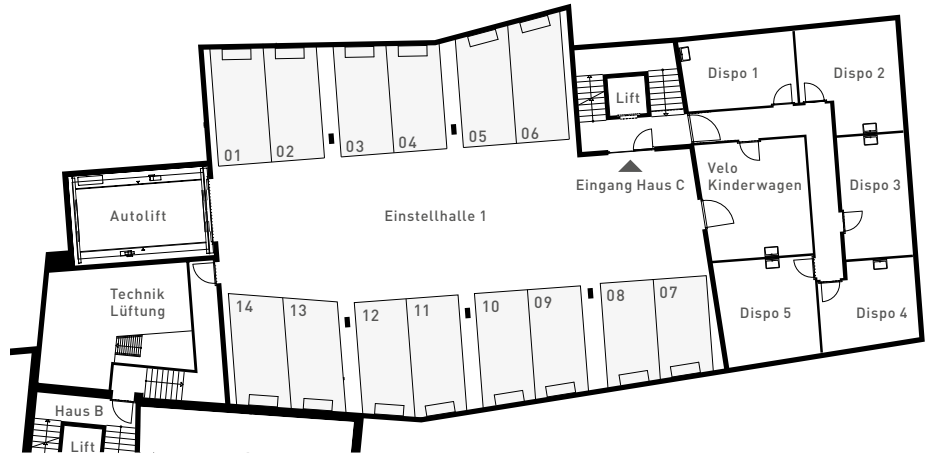 Dispo 1
Dispo 2
Lift
01
02
03
04
05
06
Eingang Haus C
Velo
Kinderwagen
Dispo 3
Autolift
Einstellhalle 1
Technik
Lüftung
14
13
12
11
10
09
08
07
Dispo 5
Dispo 4
Haus B
Lift